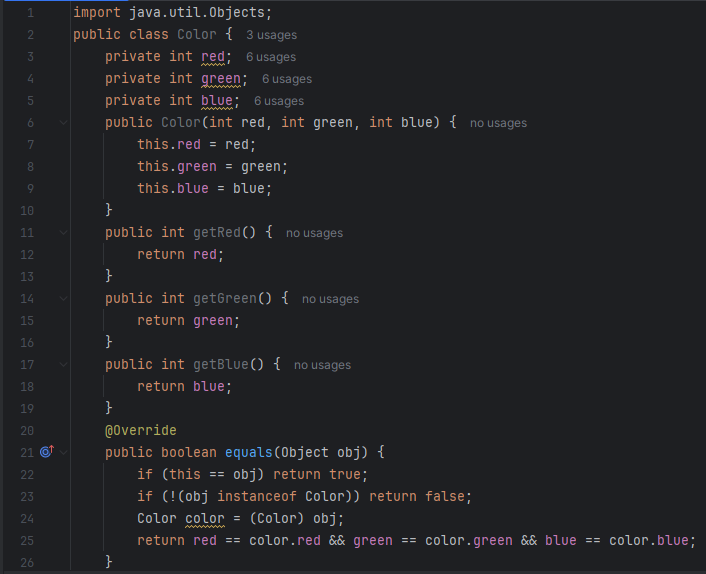 1 import java.util.Objects;
2 public class Color { 3 usages
3 private int red; 6 usages
4 private int green; 6 usages
5 private int blue; 6 usages
6 public Color(int red, int green, int blue) { no usages
7 this.red = red;
8 this.green = green;
9 this.blue = blue;
10 }
11 public int getRed() { no usages
12 return red;
13 }
14 public int getGreen() { no usages
15 return green;
16 }
17 public int getBlue() { no usages
18 return blue;
19 }
20 @Override
21 public boolean equals(Object obj) {
22 if (this == obj) return true;
23 if (!(obj instanceof Color)) return false;
24 Color color = (Color) obj;
25 return red == color.red && green == color.green && blue == color.blue;
26 }